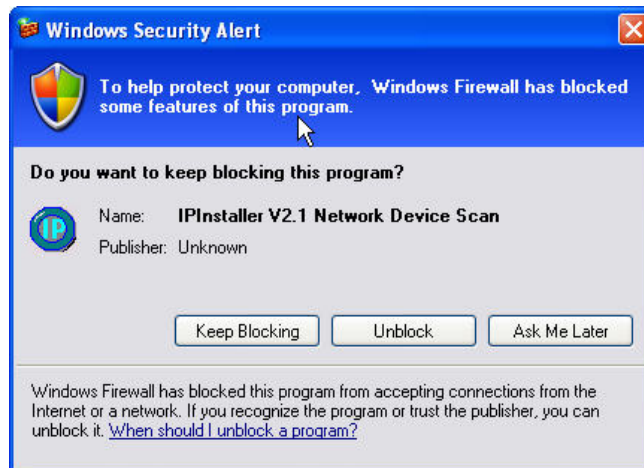 Windows Security Alert
To help protect your computer, Windows Firewall has blocked
some features of this program.
Do you want to keep blocking this program?
IP
Name: IPInstaller V2.1 Network Device Scan
Publisher: Unknown
Keep Blocking Unblock Ask Me Later
Windows Firewall has blocked this program from accepting connections from the
Internet or a network. If you recognize the program or trust the publisher, you can
unblock it. When should I unblock a program?